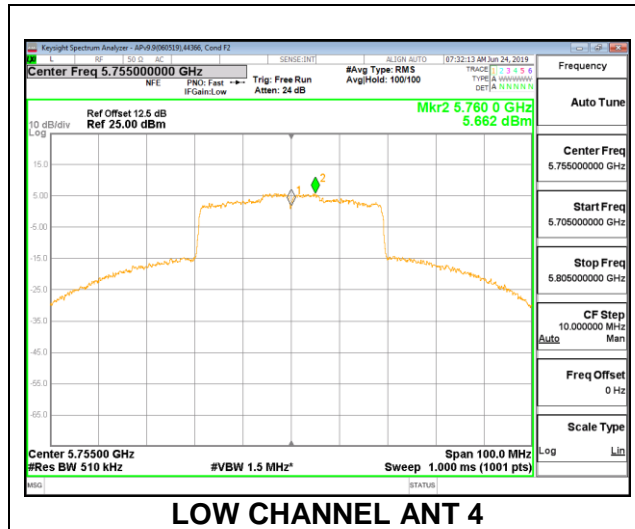 Keysight Spectrum Analyzer - APv9.9(060519),44366, Cond F2
L RF 50 Ω AC SENSE:INT ALIGN AUTO 07:32:13 AM Jun 24, 2019
Center Freq 5.755000000 GHz
NFE PNO: Fast IFGain:Low
Trig: Free Run
Atten: 24 dB
#Avg Type: RMS
Avg|Hold: 100/100
TRACE 1 2 3 4 5 6
TYPE A WWWWW
DET A N N N N N
Frequency
Auto Tune
Center Freq
5.755000000 GHz
Start Freq
5.705000000 GHz
Stop Freq
5.805000000 GHz
CF Step
10.000000 MHz
Auto Man
Freq Offset
0 Hz
Scale Type
Log Lin
Mkr2 5.760 0 GHz
5.662 dBm
Ref Offset 12.5 dB
10 dB/div Ref 25.00 dBm
Log
15.0
5.00
-5.00
-15.0
-25.0
-35.0
-45.0
-55.0
-65.0
1
2
Center 5.75500 GHz Span 100.0 MHz
#Res BW 510 kHz #VBW 1.5 MHz* Sweep 1.000 ms (1001 pts)
MSG STATUS
LOW CHANNEL ANT 4